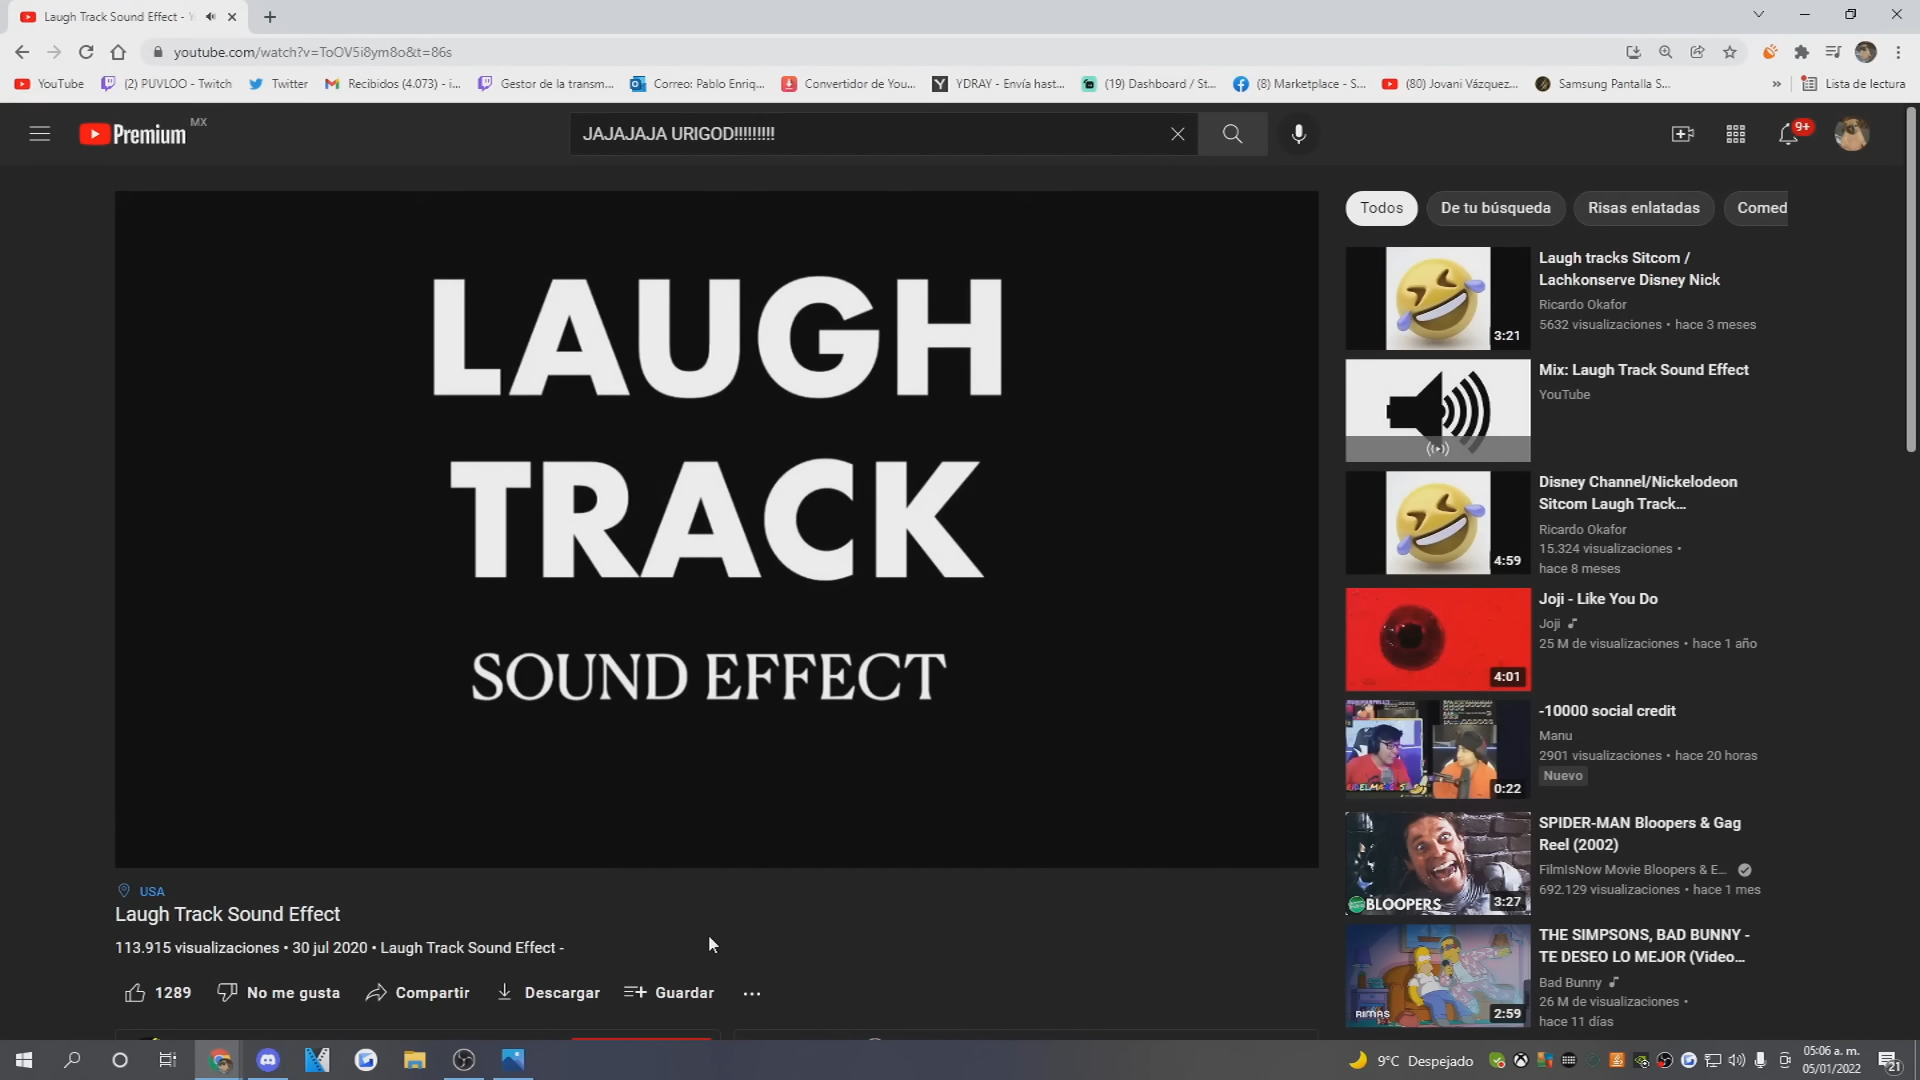 Laugh Track Sound Effect -
youtube.com/watch?v=ToOV5i8ym8o&t=86s
YouTube
(2) PUVLOO - Twitch
Twitter
Recibidos (4.073) - i...
Gestor de la transm...
Correo: Pablo Enriq...
Convertidor de You...
YDRAY - Envía hast...
(19) Dashboard / St...
(8) Marketplace - S...
(80) Jovani Vázquez...
Samsung Pantalla S...
»
Lista de lectura
Premium MX
JAJAJAJA URIGOD!!!!!!!!!
9+
LAUGH
TRACK
SOUND EFFECT
USA
Laugh Track Sound Effect
113.915 visualizaciones • 30 jul 2020 • Laugh Track Sound Effect -
1289
No me gusta
Compartir
Descargar
Guardar
Todos
De tu búsqueda
Risas enlatadas
Comed
Laugh tracks Sitcom /
Lachkonserve Disney Nick
Ricardo Okafor
5632 visualizaciones • hace 3 meses
3:21
Mix: Laugh Track Sound Effect
YouTube
Disney Channel/Nickelodeon
Sitcom Laugh Track...
Ricardo Okafor
15.324 visualizaciones •
hace 8 meses
4:59
Joji - Like You Do
Joji
25 M de visualizaciones • hace 1 año
4:01
-10000 social credit
Manu
2901 visualizaciones • hace 20 horas
Nuevo
0:22
SPIDER-MAN Bloopers & Gag
Reel (2002)
FilmIsNow Movie Bloopers & E...
692.129 visualizaciones • hace 1 mes
BLOOPERS
3:27
THE SIMPSONS, BAD BUNNY -
TE DESEO LO MEJOR (Video...
Bad Bunny
26 M de visualizaciones •
hace 11 días
RIMAS
2:59
9°C Despejado
05:06 a. m.
05/01/2022
21